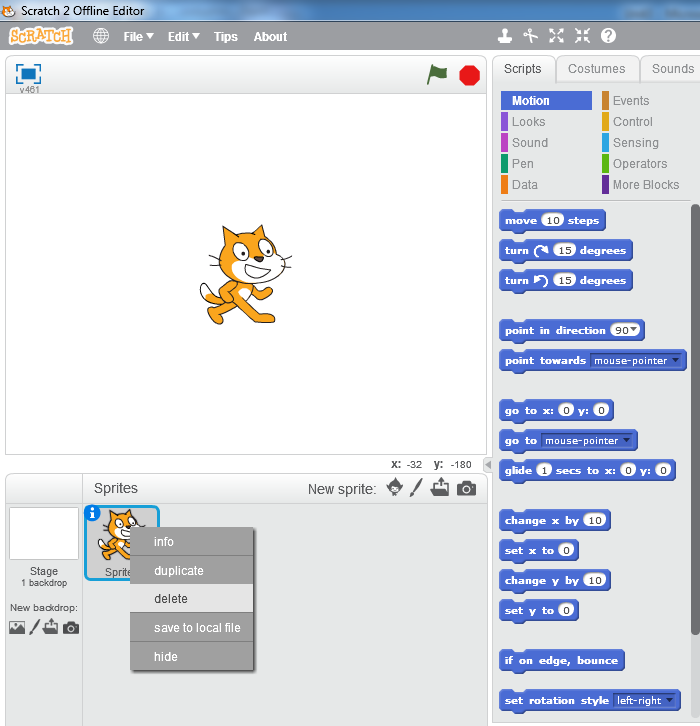 Scratch 2 Offline Editor
SCRATCH File Edit Tips About
v461
Scripts Costumes Sounds
Motion Events
Looks Control
Sound Sensing
Pen Operators
Data More Blocks
move 10 steps
turn 15 degrees
turn 15 degrees
point in direction 90
point towards mouse-pointer
go to x: 0 y: 0
go to mouse-pointer
glide 1 secs to x: 0 y: 0
change x by 10
set x to 0
change y by 10
set y to 0
if on edge, bounce
set rotation style left-right
x: -32 y: -180
Sprites New sprite:
Stage
1 backdrop
New backdrop:
info
duplicate
delete
save to local file
hide